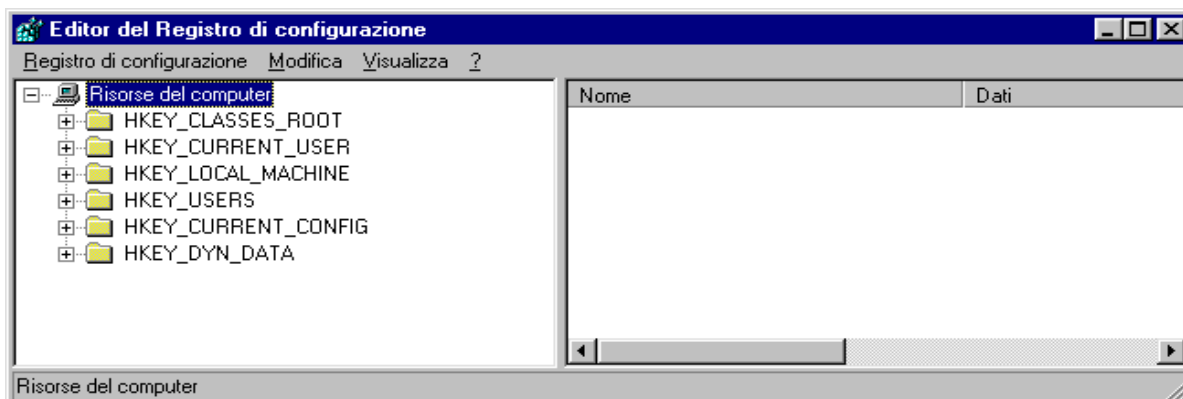 Editor del Registro di configurazione
Registro di configurazione Modifica Visualizza ?
Risorse del computer
HKEY_CLASSES_ROOT
HKEY_CURRENT_USER
HKEY_LOCAL_MACHINE
HKEY_USERS
HKEY_CURRENT_CONFIG
HKEY_DYN_DATA
Nome Dati
Risorse del computer